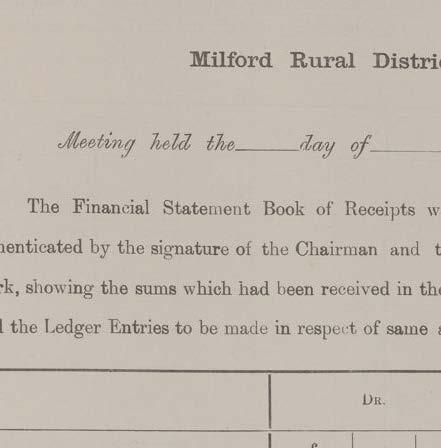 Milford Rural Distri
Meeting held the day of
The Financial Statement Book of Receipts w
enticated by the signature of the Chairman and t
rk, showing the sums which had been received in the
the Ledger Entries to be made in respect of same
DR.
£